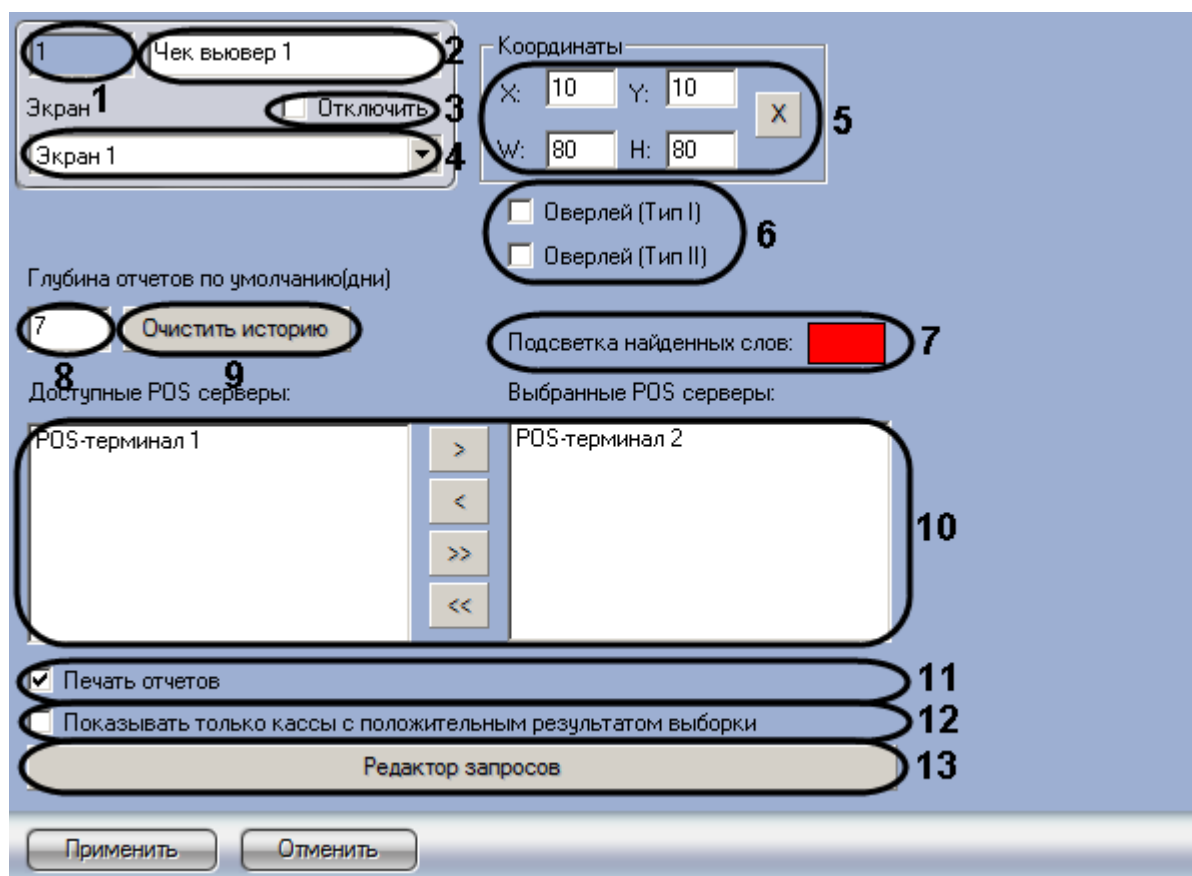 1 Чек вьювер 1 2
1
Экран Отключить 3
Экран 1 4
Координаты
X: 10 Y: 10 X 5
W: 80 H: 80
Оверлей (Тип I)
Оверлей (Тип II)
6
Глубина отчетов по умолчанию(дни)
7 Очистить историю
8 9
Подсветка найденных слов: 7
Доступные POS серверы: Выбранные POS серверы:
POS-терминал 1 > POS-терминал 2
<
>>
<<
10
Печать отчетов 11
Показывать только кассы с положительным результатом выборки 12
Редактор запросов 13
Применить Отменить